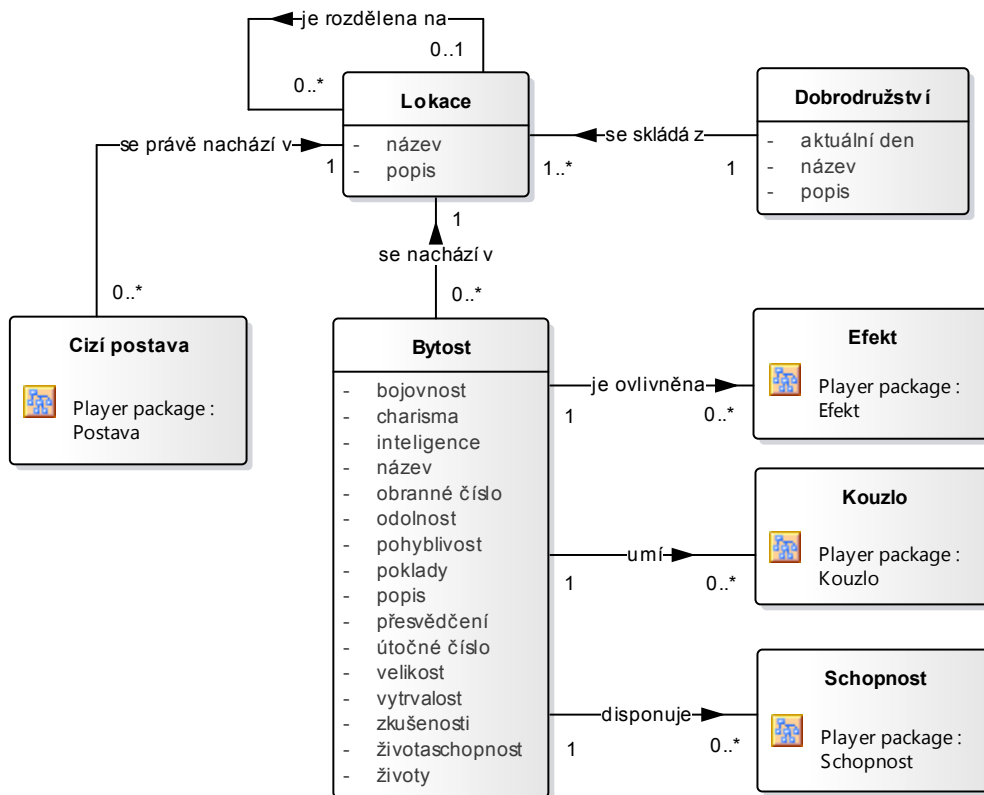 je rozdělena na
0..1
0..*
Lokace
- název
- popis
Dobrodružství
- aktuální den
- název
- popis
se skládá z
1..*
1
se právě nachází v
1
0..*
1
se nachází v
0..*
Cizí postava
Player package :
Postava
Bytost
- bojovnost
- charisma
- inteligence
- název
- obranné číslo
- odolnost
- pohyblivost
- poklady
- popis
- přesvědčení
- útočné číslo
- velikost
- vytrvalost
- zkušenosti
- životaschopnost
- životy
je ovlivněna
1
0..*
Efekt
Player package :
Efekt
umí
1
0..*
Kouzlo
Player package :
Kouzlo
disponuje
1
0..*
Schopnost
Player package :
Schopnost